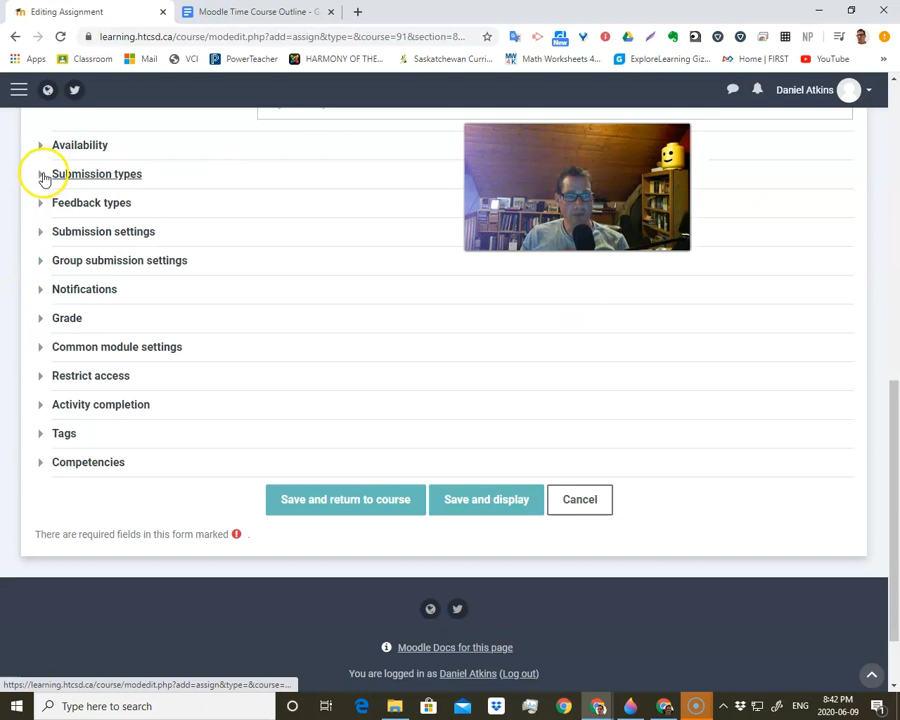 Editing Assignment
Moodle Time Course Outline - G
learning.htcsd.ca/course/modedit.php?add=assign&type=&course=91&section=8...
New
NP
Apps
Classroom
Mail
VCI
PowerTeacher
HARMONY OF THE...
Saskatchewan Curri...
Math Worksheets 4...
ExploreLearning Giz...
Home | FIRST
YouTube
Daniel Atkins
Availability
Submission types
Feedback types
Submission settings
Group submission settings
Notifications
Grade
Common module settings
Restrict access
Activity completion
Tags
Competencies
Save and return to course
Save and display
Cancel
There are required fields in this form marked .
Moodle Docs for this page
You are logged in as Daniel Atkins (Log out)
https://learning.htcsd.ca/course/modedit.php?add=assign&type=&course=...
Type here to search
ENG
8:42 PM
2020-06-09